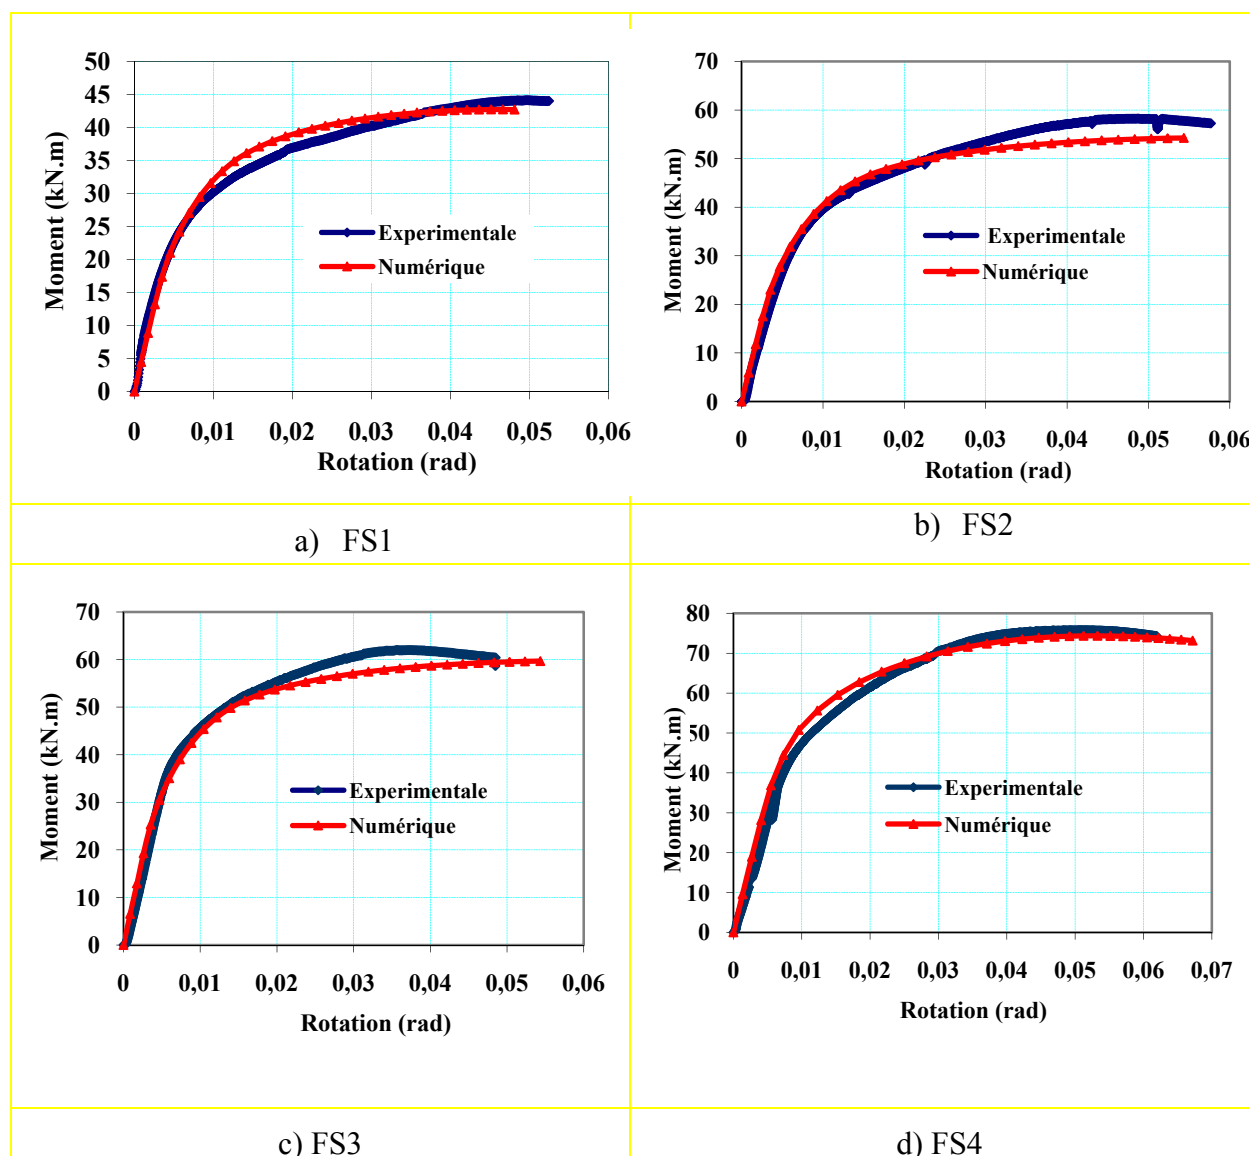 50
45
40
35
30
25
20
15
10
5
0
Moment (kN.m)
Experimentale
Numérique
0 0,01 0,02 0,03 0,04 0,05 0,06
Rotation (rad)
a) FS1
70
60
50
40
30
20
10
0
Moment (kN.m)
Experimentale
Numérique
0 0,01 0,02 0,03 0,04 0,05 0,06
Rotation (rad)
b) FS2
70
60
50
40
30
20
10
0
Moment (kN.m)
Experimentale
Numérique
0 0,01 0,02 0,03 0,04 0,05 0,06
Rotation (rad)
c) FS3
80
70
60
50
40
30
20
10
0
Moment (kN.m)
Experimentale
Numérique
0 0,01 0,02 0,03 0,04 0,05 0,06 0,07
Rotation (rad)
d) FS4